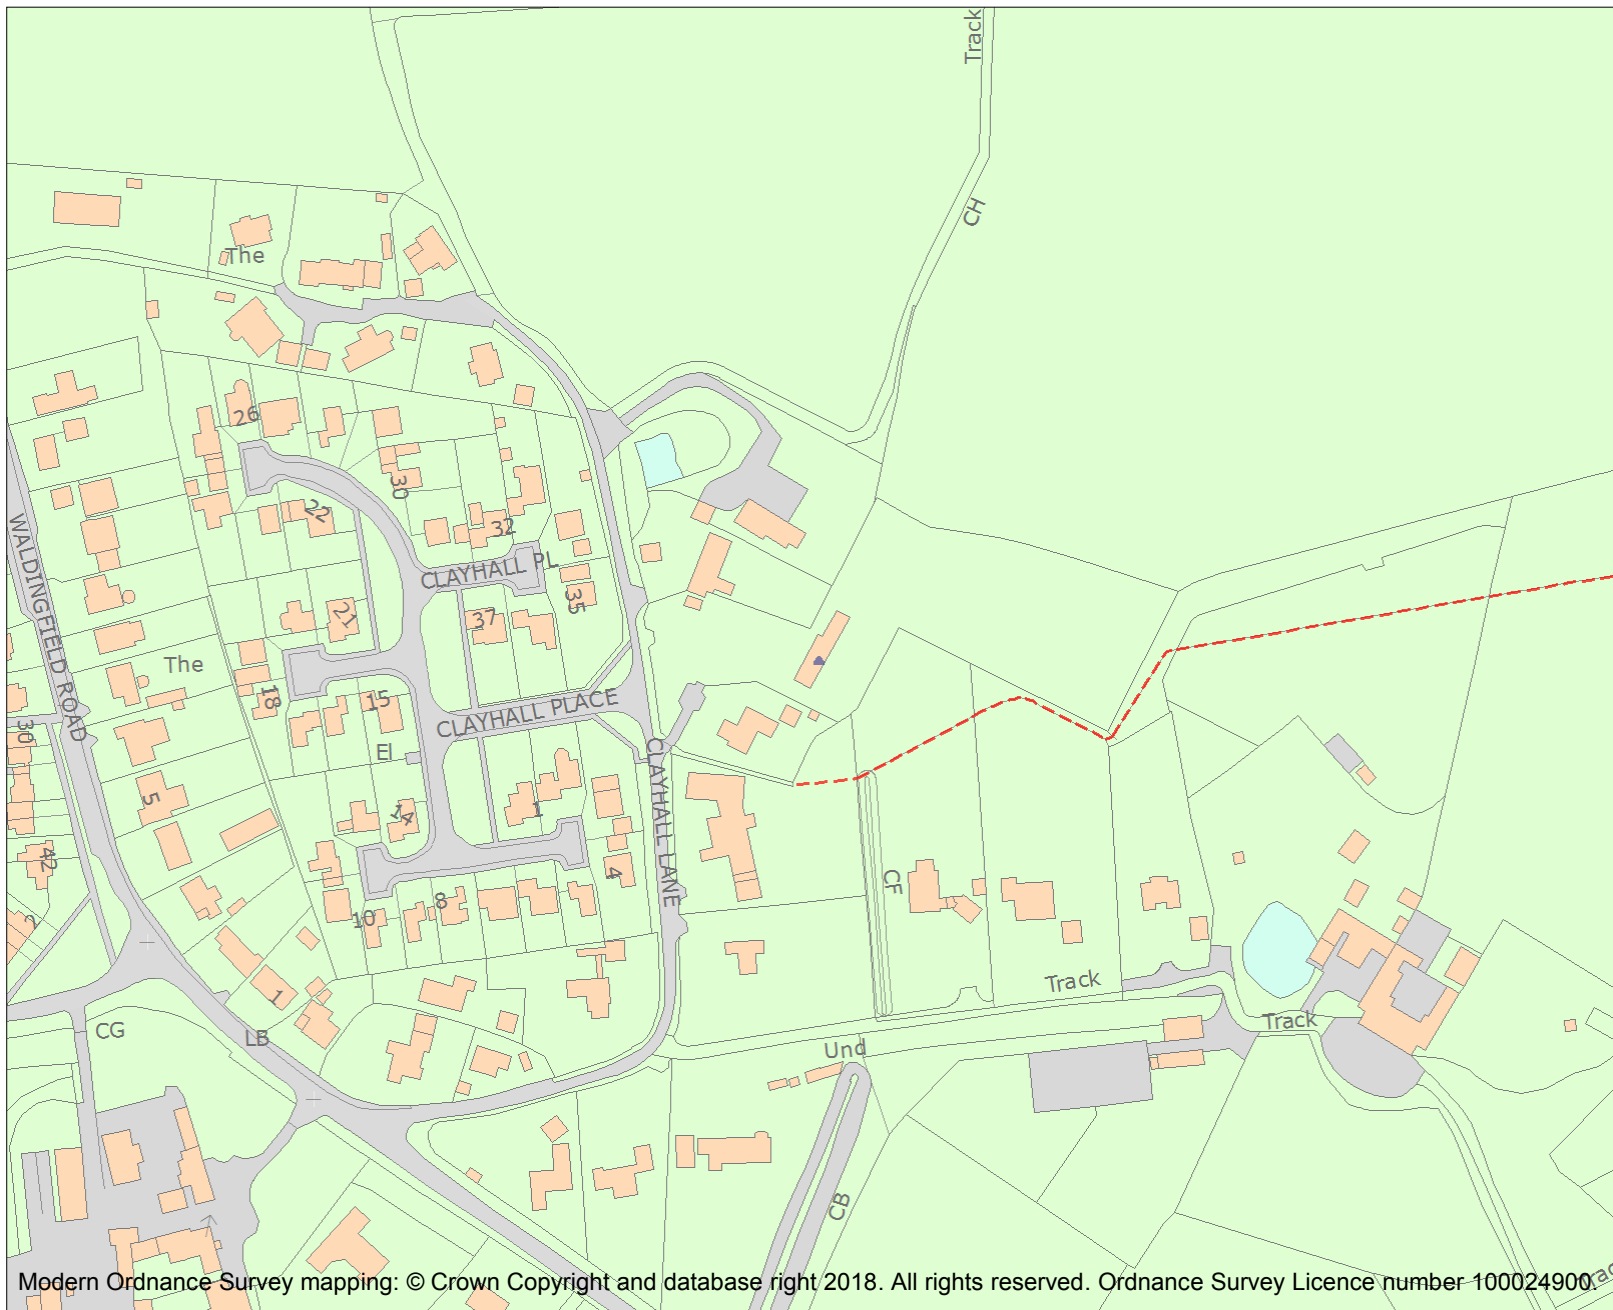 Track
CH
The
26
30
22
32
CLAYHALL PL
WALDINGFIELD ROAD
35
21
37
The
18
15
CLAYHALL PLACE
30
El
CLAYHALL LANE
5
14
1
42
4
CF
8
10
2
Track
1
CG
LB
Und
Track
CB
Modern Ordnance Survey mapping: © Crown Copyright and database right 2018. All rights reserved. Ordnance Survey Licence number 100024900.